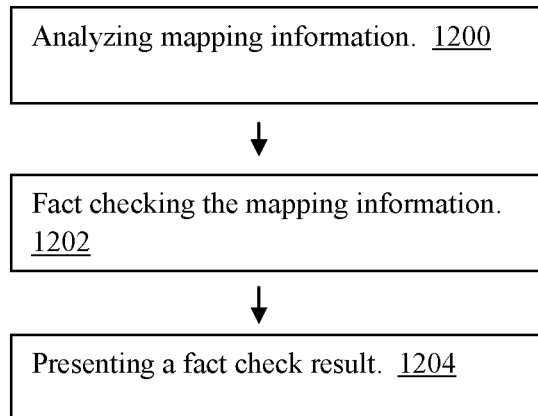 Analyzing mapping information. 1200
Fact checking the mapping information.
1202
Presenting a fact check result. 1204